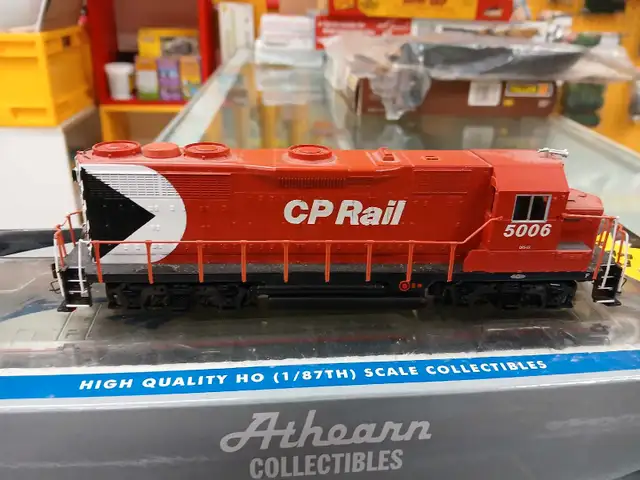 CP Rail
5006
HIGH QUALITY HO (1/87TH) SCALE COLLECTIBLES
Athearn
COLLECTIBLES